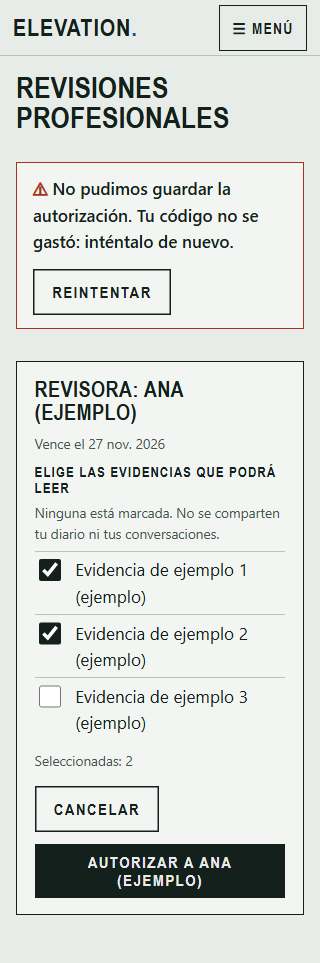 ELEVATION.
☰ MENÚ
REVISIONES
PROFESIONALES
⚠ No pudimos guardar la
autorización. Tu código no se
gastó: inténtalo de nuevo.
REINTENTAR
REVISORA: ANA
(EJEMPLO)
Vence el 27 nov. 2026
ELIGE LAS EVIDENCIAS QUE PODRÁ
LEER
Ninguna está marcada. No se comparten
tu diario ni tus conversaciones.
Evidencia de ejemplo 1
(ejemplo)
Evidencia de ejemplo 2
(ejemplo)
Evidencia de ejemplo 3
(ejemplo)
Seleccionadas: 2
CANCELAR
AUTORIZAR A ANA
(EJEMPLO)